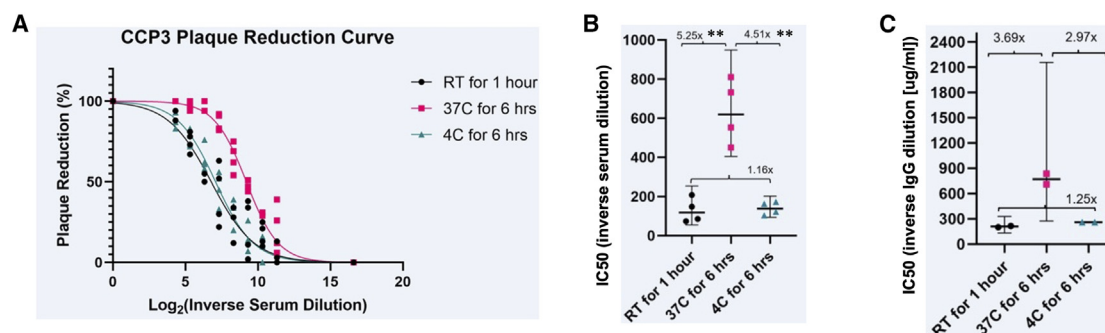 A
CCP3 Plaque Reduction Curve
Plaque Reduction (%)
100
50
0
0
5
10
15
20
Log2(Inverse Serum Dilution)
RT for 1 hour
37C for 6 hrs
4C for 6 hrs
B
5.25x **
4.51x **
1.16x
IC50 (inverse serum dilution)
1000
800
600
400
200
0
RT for 1 hour
37C for 6 hrs
4C for 6 hrs
C
3.69x
2.97x
1.25x
IC50 (inverse IgG dilution [ug/ml])
2400
2100
1800
1500
1200
900
600
300
0
RT for 1 hour
37C for 6 hrs
4C for 6 hrs